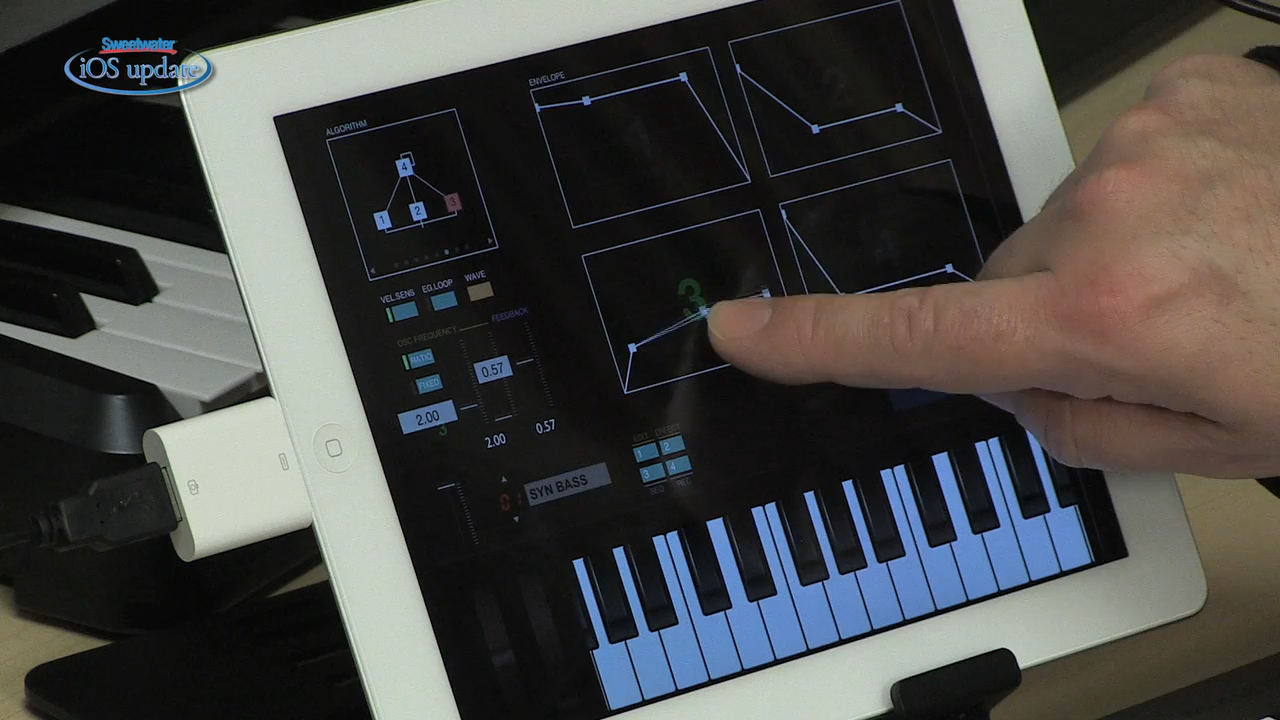 Sweetwater
iOS update
ENVELOPE
ALGORITHM
4
1
2
3
VEL.SENS
EG.LOOP
WAVE
3
OSC FREQUENCY
FEEDBACK
RATIO
FIXED
0.57
2.00
2.00
0.57
SYN BASS
1
2
3
4